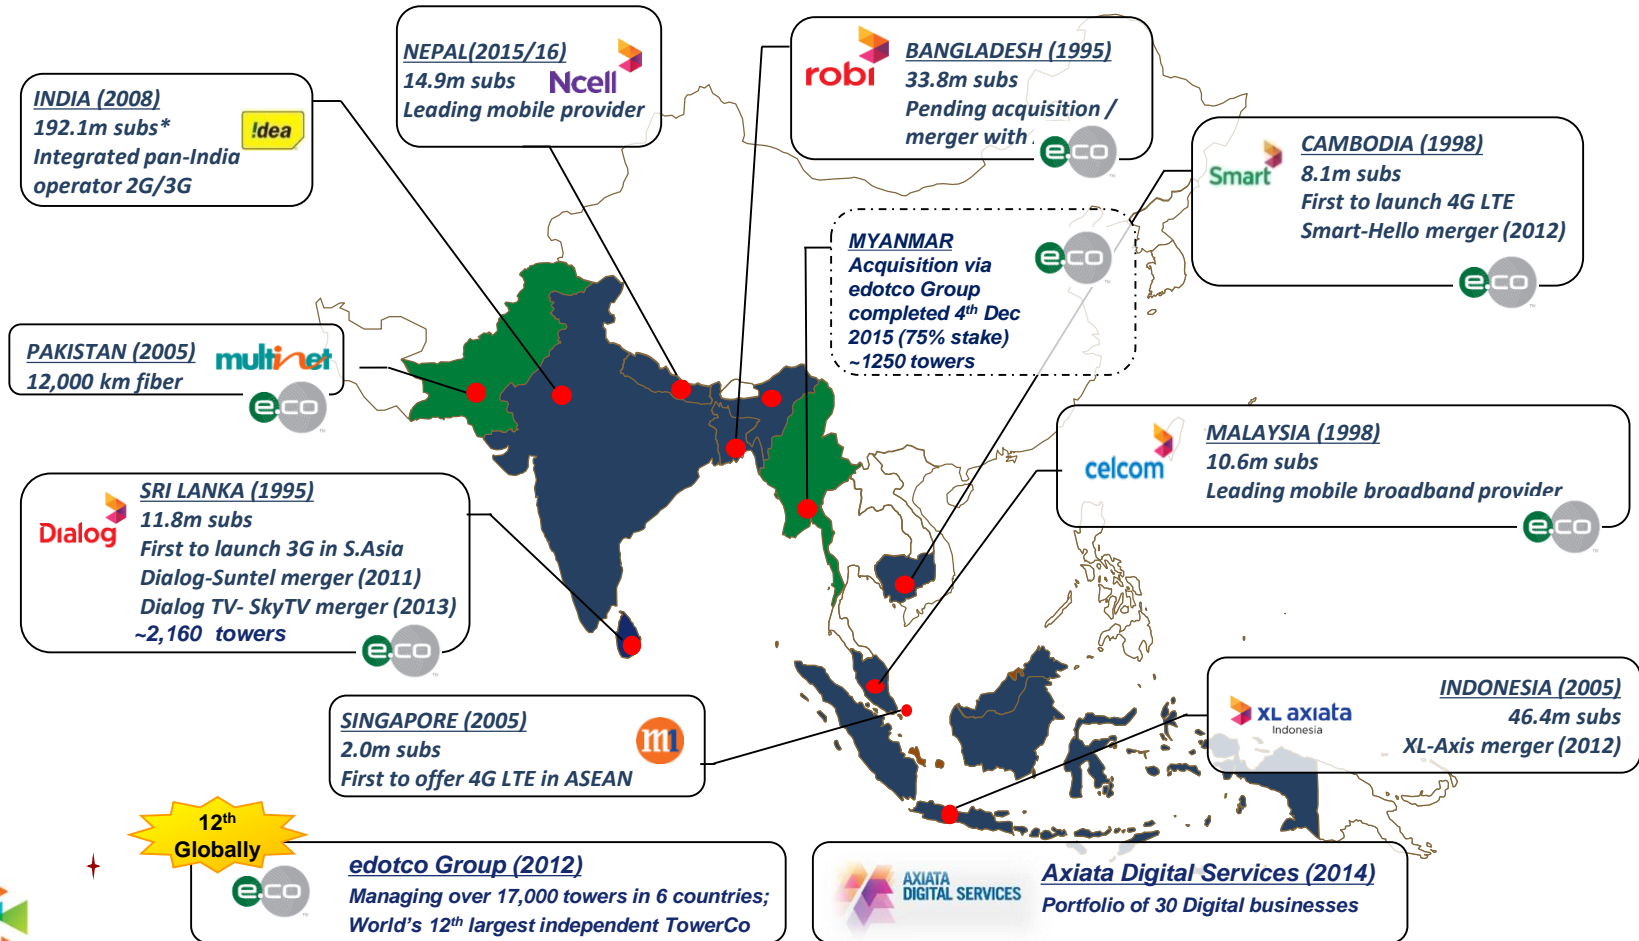 NEPAL(2015/16)
14.9m subs
Ncell
Leading mobile provider
robi
BANGLADESH (1995)
33.8m subs
Pending acquisition /
merger with
e.co
INDIA (2008)
192.1m subs*
!dea
Integrated pan-India
operator 2G/3G
Smart
CAMBODIA (1998)
8.1m subs
First to launch 4G LTE
Smart-Hello merger (2012)
e.co
MYANMAR
Acquisition via
edotco Group
completed 4th Dec
2015 (75% stake)
~1250 towers
e.co
PAKISTAN (2005)
12,000 km fiber
multinet
e.co
celcom
MALAYSIA (1998)
10.6m subs
Leading mobile broadband provider
e.co
Dialog
SRI LANKA (1995)
11.8m subs
First to launch 3G in S.Asia
Dialog-Suntel merger (2011)
Dialog TV- SkyTV merger (2013)
~2,160 towers
e.co
SINGAPORE (2005)
2.0m subs
First to offer 4G LTE in ASEAN
m1
XL axiata
Indonesia
INDONESIA (2005)
46.4m subs
XL-Axis merger (2012)
12th
Globally
e.co
edotco Group (2012)
Managing over 17,000 towers in 6 countries;
World's 12th largest independent TowerCo
AXIATA
DIGITAL SERVICES
Axiata Digital Services (2014)
Portfolio of 30 Digital businesses